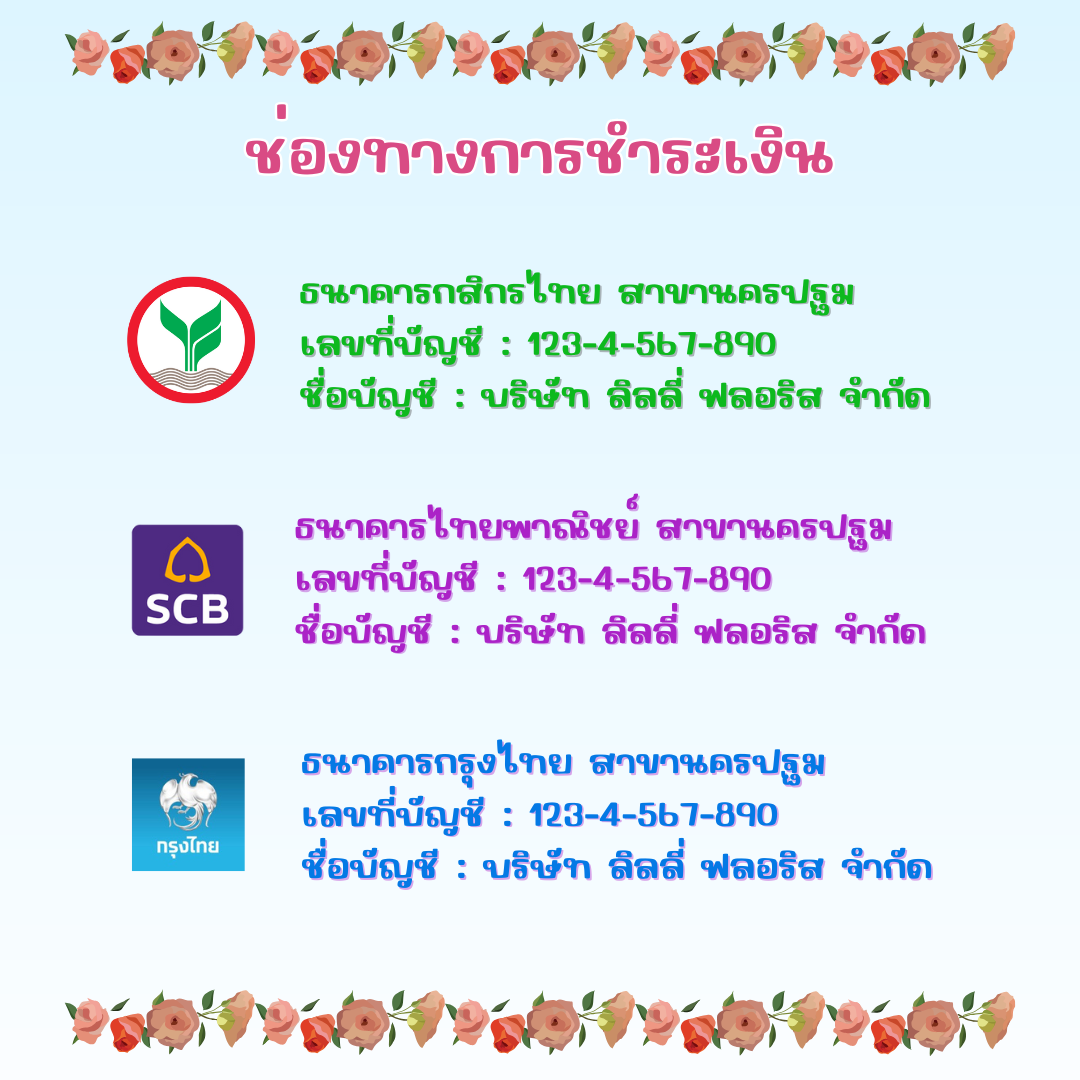 ช่องทางการชำระเงิน
ธนาคารกสิกรไทย สาขานครปฐม
เลขที่บัญชี : 123-4-567-890
ชื่อบัญชี : บริษัท ลิลลี่ ฟลอริส จำกัด
ธนาคารไทยพาณิชย์ สาขานครปฐม
เลขที่บัญชี : 123-4-567-890
SCB
ชื่อบัญชี : บริษัท ลิลลี่ ฟลอริส จำกัด
ธนาคารกรุงไทย สาขานครปฐม
เลขที่บัญชี : 123-4-567-890
กรุงไทย
ชื่อบัญชี : บริษัท ลิลลี่ ฟลอริส จำกัด